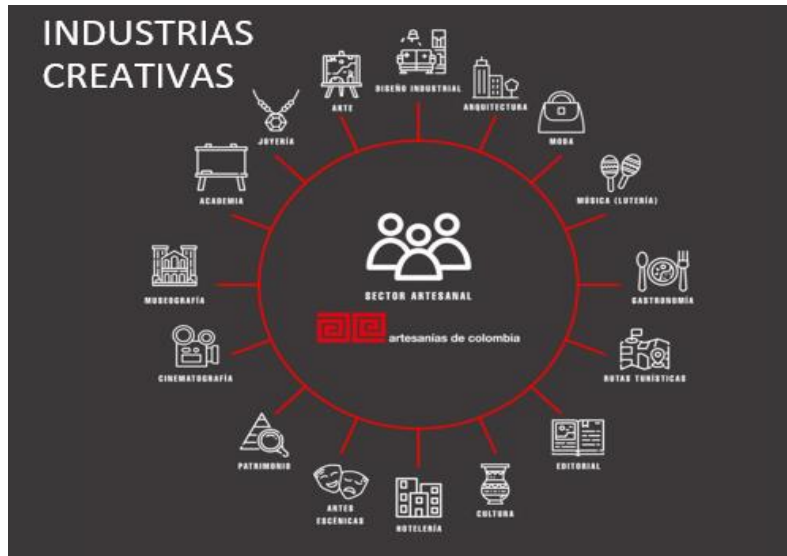 INDUSTRIAS
CREATIVAS
DISEÑO INDUSTRIAL
ARTE
ARQUITECTURA
JOYERÍA
MODA
ACADEMIA
MÚSICA (LUTERÍA)
SECTOR ARTESANAL
MUSEOGRAFÍA
GASTRONOMÍA
artesanías de colombia
CINEMATOGRAFÍA
RUTAS TURÍSTICAS
PATRIMONIO
EDITORIAL
ARTES
ESCÉNICAS
CULTURA
HOTELERÍA